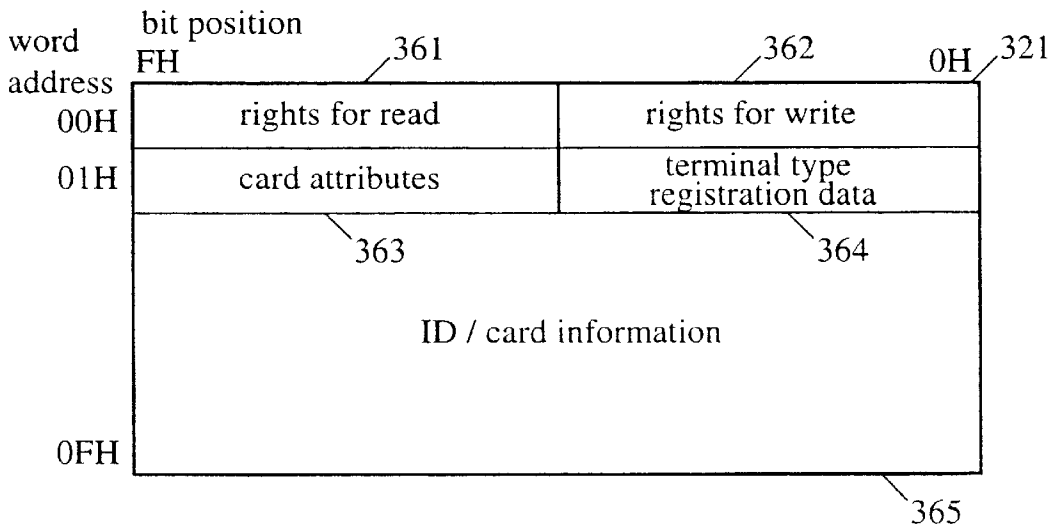 bit position
word address
FH 361 362 0H 321
00H rights for read rights for write
01H card attributes terminal type registration data
363 364
ID / card information
0FH
365